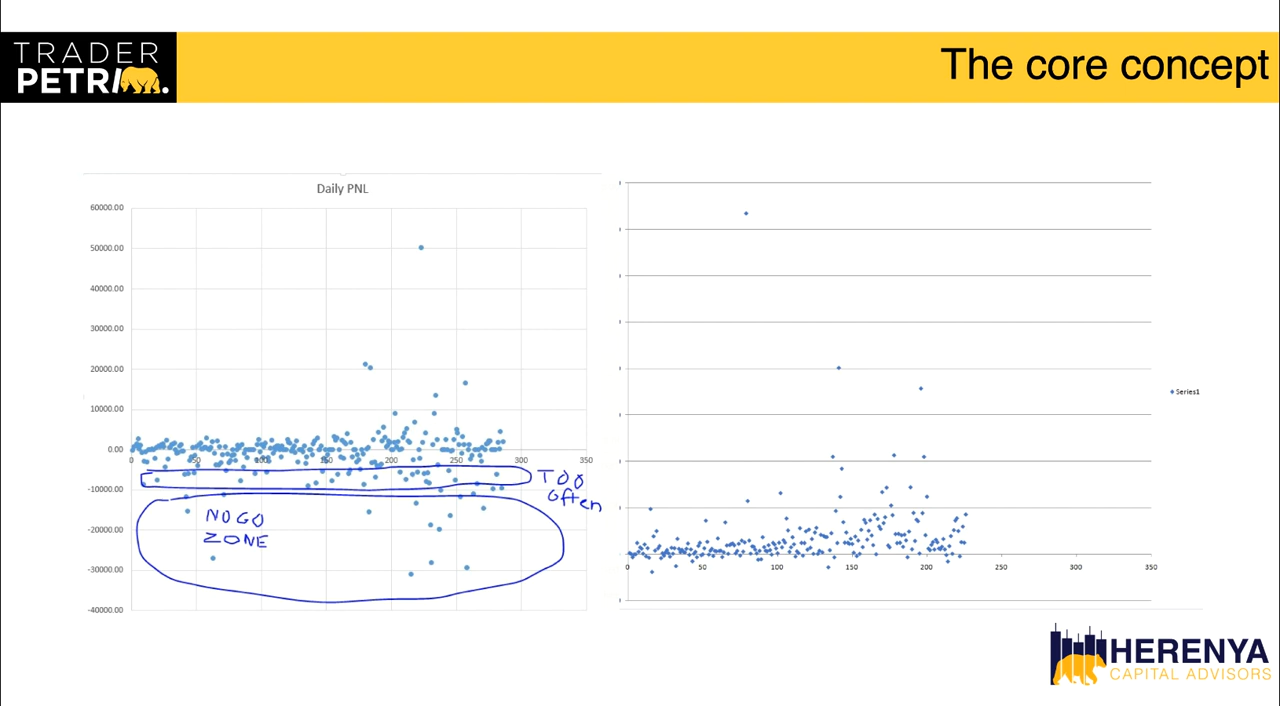 TRADER
PETRI.
The core concept
Daily PNL
60000.00
50000.00
40000.00
30000.00
20000.00
10000.00
0.00
-10000.00
-20000.00
-30000.00
-40000.00
0 50 100 150 200 250 300 350
TOO
often
NO GO
ZONE
0 50 100 150 200 250 300 350
Series1
HERENYA
CAPITAL ADVISORS